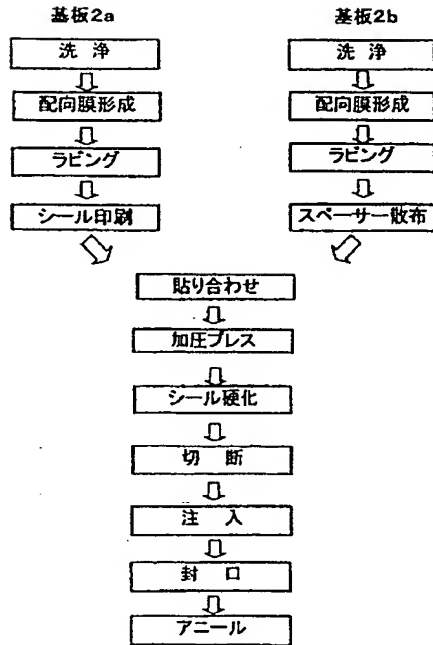 基板2a
基板2b
洗 浄
洗 浄
配向膜形成
配向膜形成
ラビング
ラビング
シール印刷
スペーサー散布
貼り合わせ
加圧プレス
シール硬化
切 断
注 入
封 口
アニール